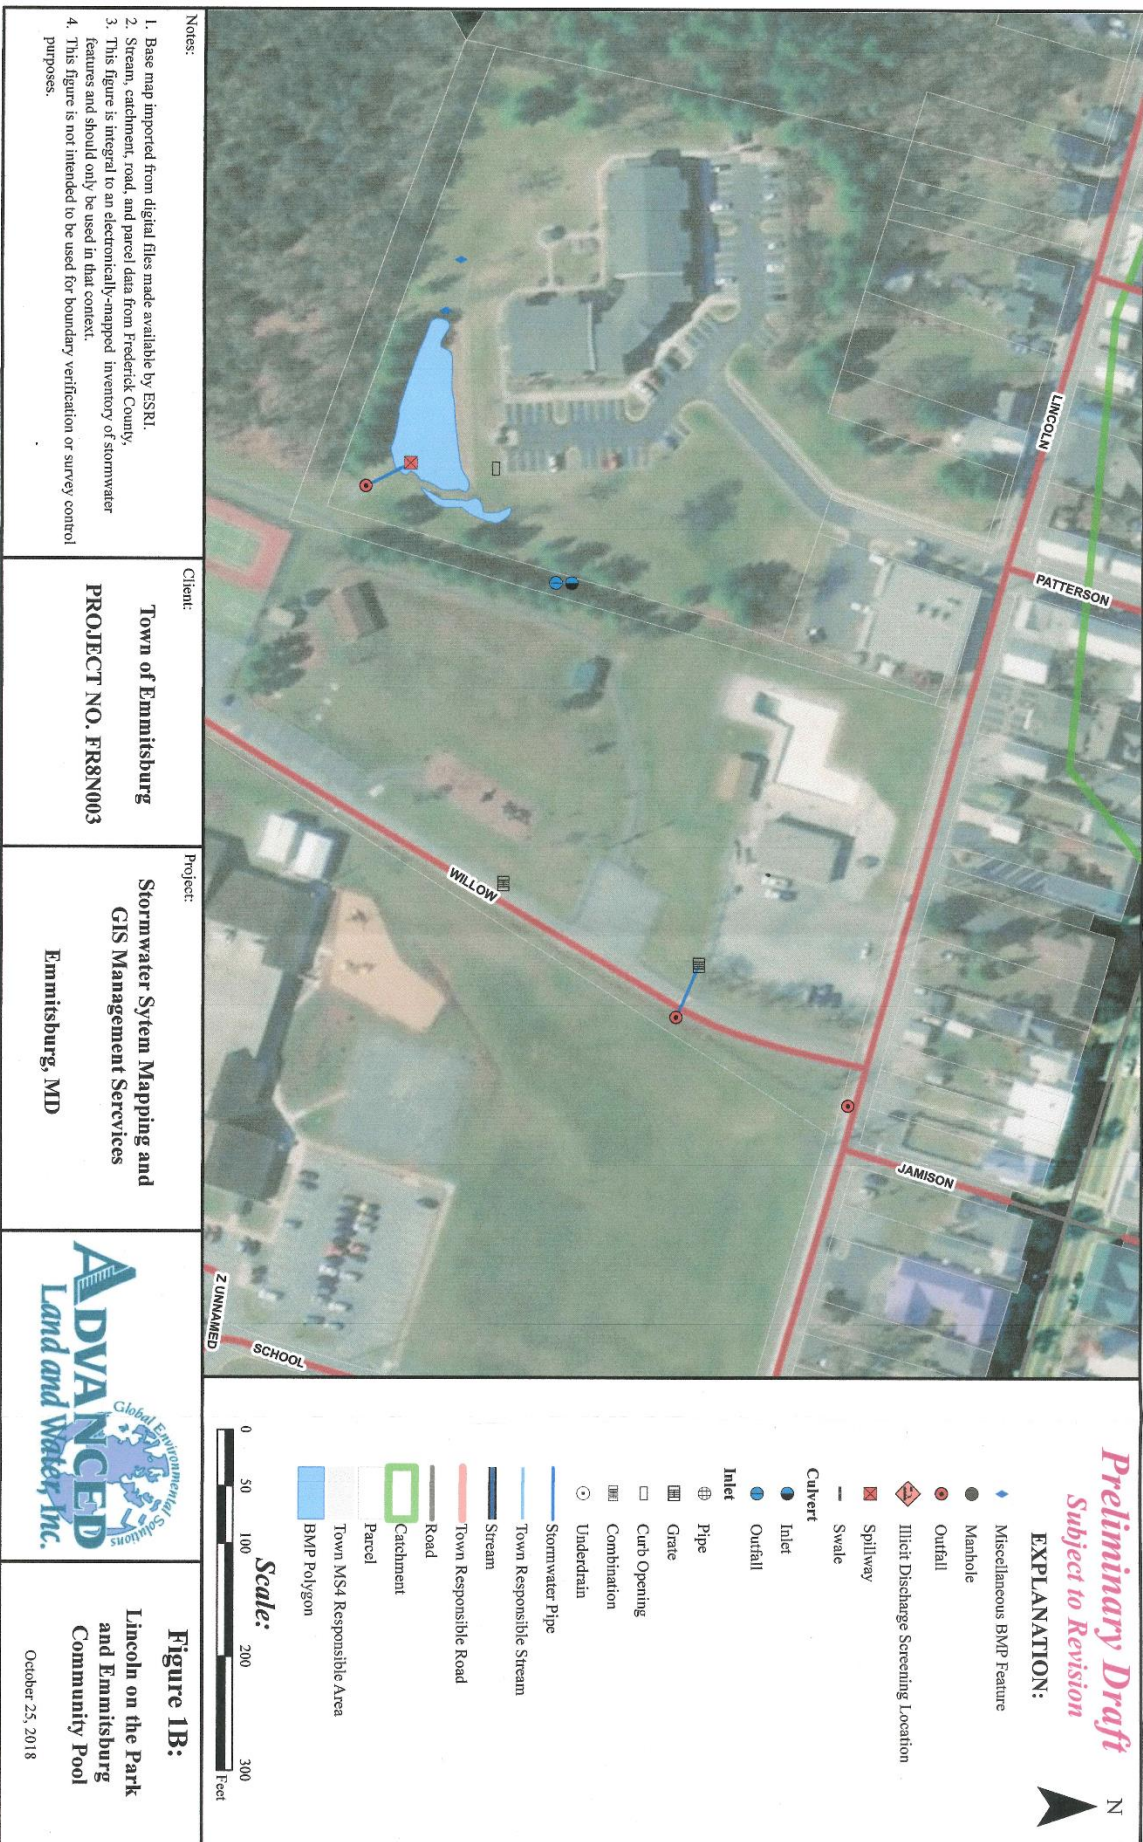 Preliminary Draft
Subject to Revision
N
EXPLANATION:
Miscellaneous BMP Feature
Manhole
Outfall
Illicit Discharge Screening Location
Spillway
Swale
Culvert
Inlet
Outfall
Inlet
Pipe
Grate
Curb Opening
Combination
Underdrain
Stormwater Pipe
Town Responsible Stream
Stream
Town Responsible Road
Road
Catchment
Parcel
Town MS4 Responsible Area
BMP Polygon
Scale:
0 50 100 200 300
Feet
LINCOLN
PATTERSON
WILLOW
JAMISON
SCHOOL
Z UNNAMED
Notes:
1. Base map imported from digital files made available by ESRI.
2. Stream, catchment, road, and parcel data from Frederick County,
3. This figure is integral to an electronically-mapped inventory of stormwater
features and should only be used in that context.
4. This figure is not intended to be used for boundary verification or survey control
purposes.
Client:
Town of Emmitsburg
PROJECT NO. FR8N003
Project:
Stormwater Sytem Mapping and
GIS Management Sercvices
Emmitsburg, MD
Global Environmental Solutions
ADVANCED
Land and Water, Inc.
Figure 1B:
Lincoln on the Park
and Emmitsburg
Community Pool
October 25, 2018